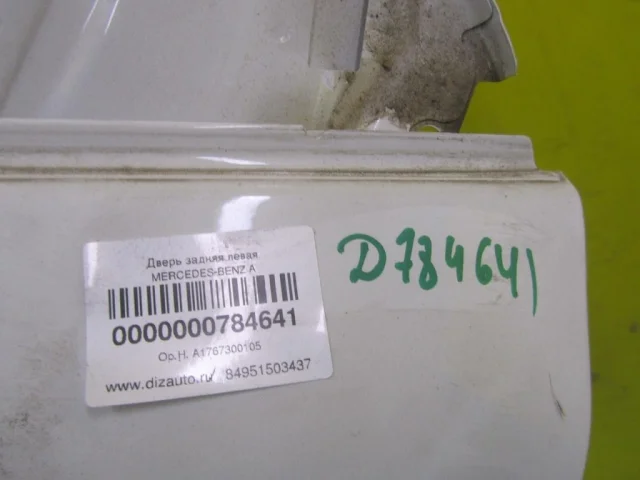 Дверь задняя левая
MERCEDES-BENZ A
0000000784641
Ор.Н. A1767300105
www.dizauto.ru 84951503437
D784641